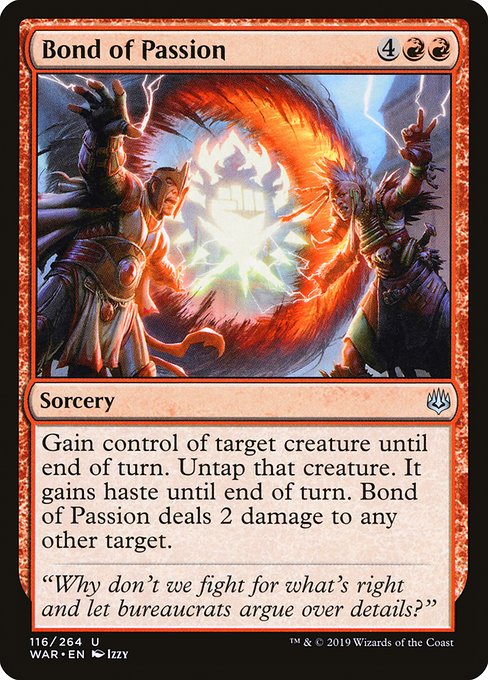 Bond of Passion 4
Sorcery
Gain control of target creature until
end of turn. Untap that creature. It
gains haste until end of turn. Bond
of Passion deals 2 damage to any
other target.
“Why don’t we fight for what’s right
and let bureaucrats argue over details?”
116/264 U
WAR • EN Izzy
™ & © 2019 Wizards of the Coast